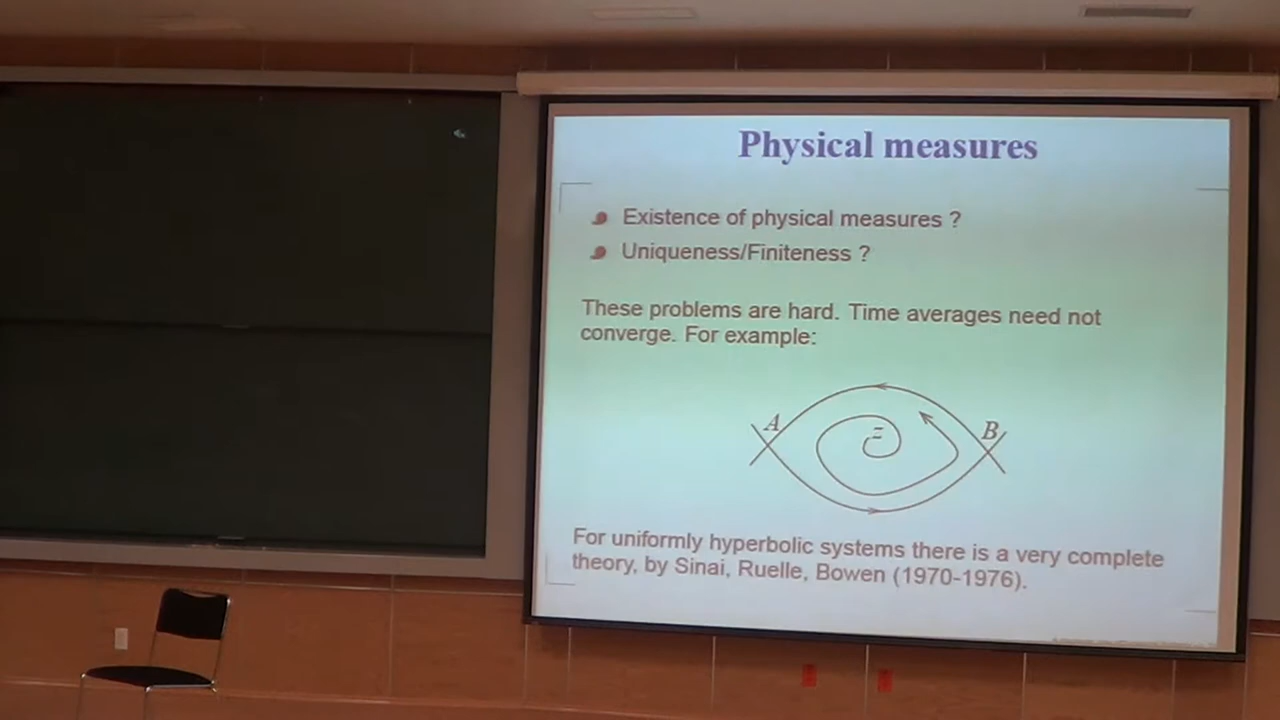 Physical measures
Existence of physical measures ?
Uniqueness/Finiteness ?
These problems are hard. Time averages need not
converge. For example:
A
z
B
For uniformly hyperbolic systems there is a very complete
theory, by Sinai, Ruelle, Bowen (1970-1976).